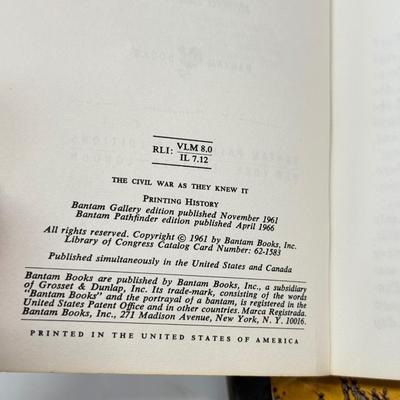 RLI: VLM 8.0
IL 7.12
THE CIVIL WAR AS THEY KNEW IT
PRINTING HISTORY
Bantam Gallery edition published November 1961
Bantam Pathfinder edition published April 1966
All rights reserved. Copyright © 1961 by Bantam Books, Inc.
Library of Congress Catalog Card Number: 62-1583
Published simultaneously in the United States and Canada
Bantam Books are published by Bantam Books, Inc., a subsidiary
of Grosset & Dunlap, Inc. Its trade-mark, consisting of the words
"Bantam Books" and the portrayal of a bantam, is registered in the
United States Patent Office and in other countries. Marca Registrada.
Bantam Books, Inc., 271 Madison Avenue, New York, N. Y. 10016.
PRINTED IN THE UNITED STATES OF AMERICA